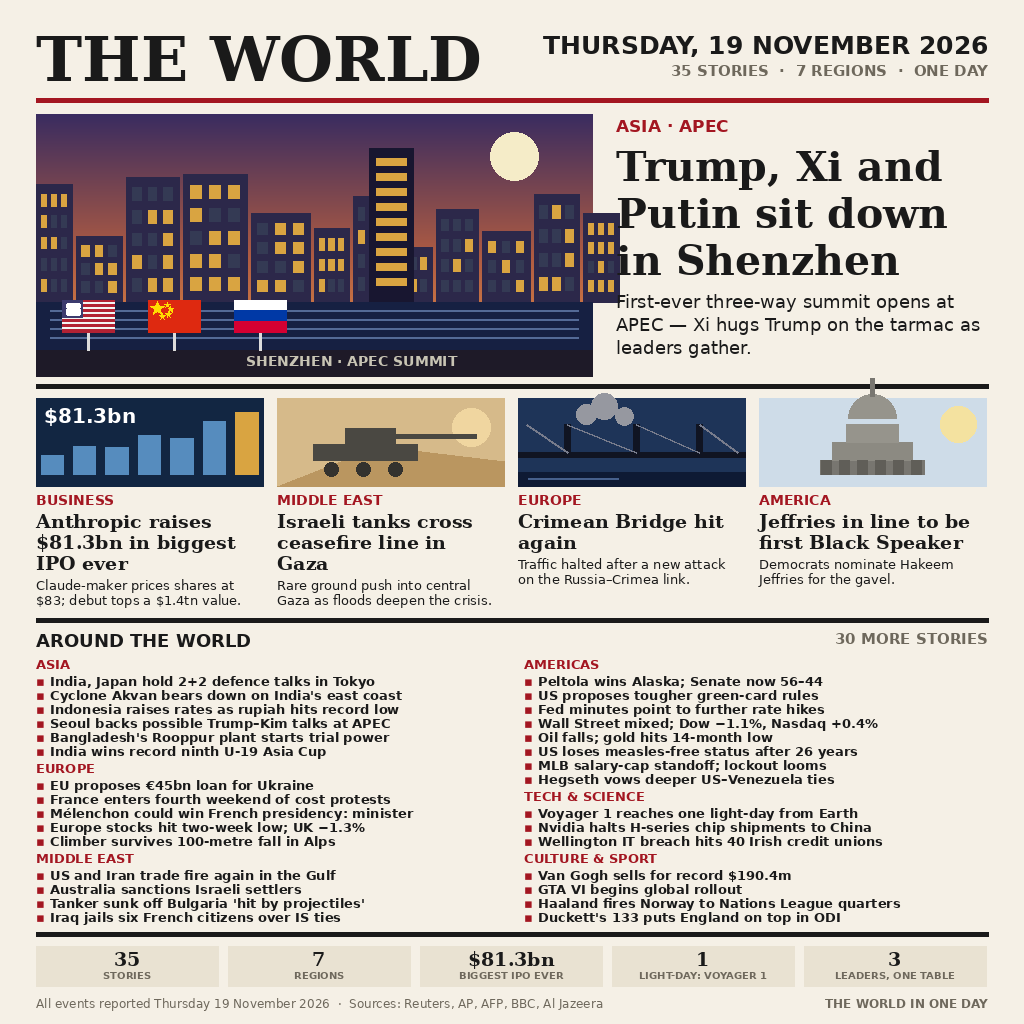 THE WORLD
THURSDAY, 19 NOVEMBER 2026
35 STORIES · 7 REGIONS · ONE DAY
SHENZHEN · APEC SUMMIT
ASIA · APEC
Trump, Xi and
Putin sit down
in Shenzhen
First-ever three-way summit opens at
APEC — Xi hugs Trump on the tarmac as
leaders gather.
$81.3bn
BUSINESS
Anthropic raises
$81.3bn in biggest
IPO ever
Claude-maker prices shares at
$83; debut tops a $1.4tn value.
MIDDLE EAST
Israeli tanks cross
ceasefire line in
Gaza
Rare ground push into central
Gaza as floods deepen the crisis.
EUROPE
Crimean Bridge hit
again
Traffic halted after a new attack
on the Russia–Crimea link.
AMERICA
Jeffries in line to be
first Black Speaker
Democrats nominate Hakeem
Jeffries for the gavel.
AROUND THE WORLD
30 MORE STORIES
ASIA
▪ India, Japan hold 2+2 defence talks in Tokyo
▪ Cyclone Akvan bears down on India's east coast
▪ Indonesia raises rates as rupiah hits record low
▪ Seoul backs possible Trump–Kim talks at APEC
▪ Bangladesh's Rooppur plant starts trial power
▪ India wins record ninth U-19 Asia Cup
EUROPE
▪ EU proposes €45bn loan for Ukraine
▪ France enters fourth weekend of cost protests
▪ Mélenchon could win French presidency: minister
▪ Europe stocks hit two-week low; UK −1.3%
▪ Climber survives 100-metre fall in Alps
MIDDLE EAST
▪ US and Iran trade fire again in the Gulf
▪ Australia sanctions Israeli settlers
▪ Tanker sunk off Bulgaria 'hit by projectiles'
▪ Iraq jails six French citizens over IS ties
AMERICAS
▪ Peltola wins Alaska; Senate now 56–44
▪ US proposes tougher green-card rules
▪ Fed minutes point to further rate hikes
▪ Wall Street mixed; Dow −1.1%, Nasdaq +0.4%
▪ Oil falls; gold hits 14-month low
▪ US loses measles-free status after 26 years
▪ MLB salary-cap standoff; lockout looms
▪ Hegseth vows deeper US–Venezuela ties
TECH & SCIENCE
▪ Voyager 1 reaches one light-day from Earth
▪ Nvidia halts H-series chip shipments to China
▪ Wellington IT breach hits 40 Irish credit unions
CULTURE & SPORT
▪ Van Gogh sells for record $190.4m
▪ GTA VI begins global rollout
▪ Haaland fires Norway to Nations League quarters
▪ Duckett's 133 puts England on top in ODI
35
STORIES
7
REGIONS
$81.3bn
BIGGEST IPO EVER
1
LIGHT-DAY: VOYAGER 1
3
LEADERS, ONE TABLE
All events reported Thursday 19 November 2026 · Sources: Reuters, AP, AFP, BBC, Al Jazeera
THE WORLD IN ONE DAY